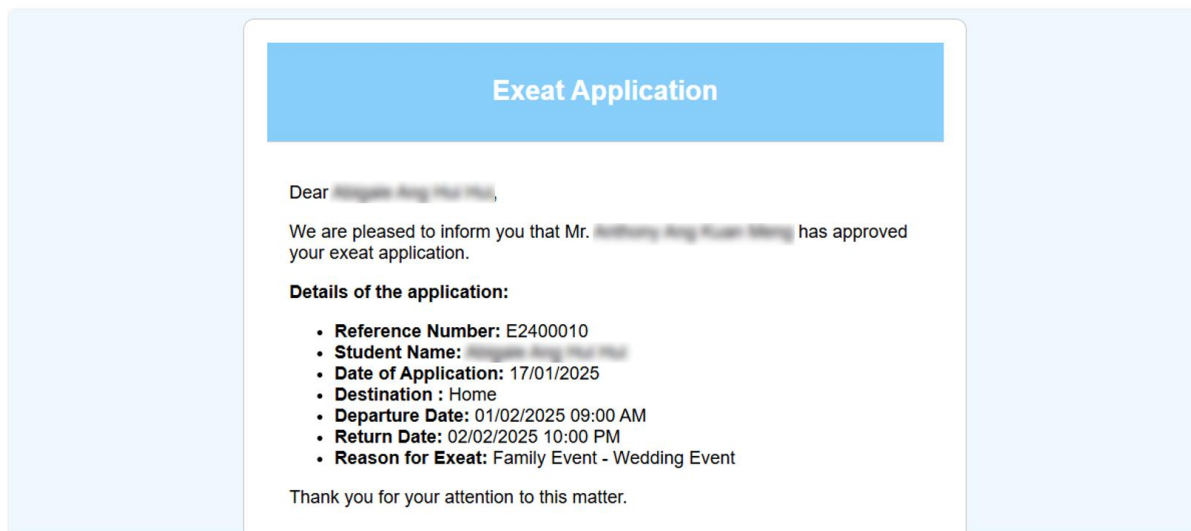 Exeat Application
Dear ,
We are pleased to inform you that Mr. has approved
your exeat application.
Details of the application:
• Reference Number: E2400010
• Student Name:
• Date of Application: 17/01/2025
• Destination : Home
• Departure Date: 01/02/2025 09:00 AM
• Return Date: 02/02/2025 10:00 PM
• Reason for Exeat: Family Event - Wedding Event
Thank you for your attention to this matter.